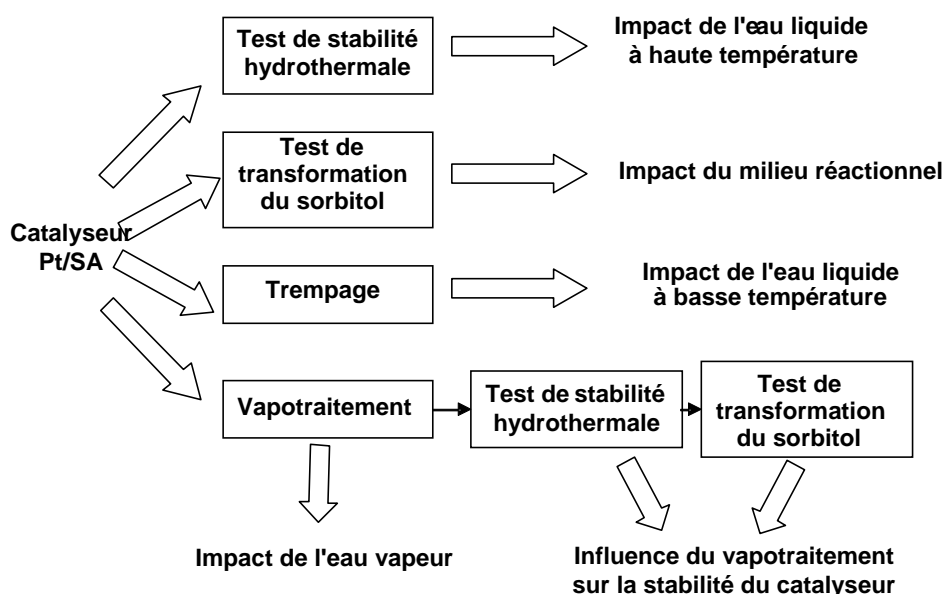 Test de stabilité
hydrothermale
Impact de l'eau liquide
à haute température
Test de
transformation
du sorbitol
Impact du milieu réactionnel
Catalyseur
Pt/SA
Trempage
Impact de l'eau liquide
à basse température
Vapotraitement
Test de stabilité
hydrothermale
Test de
transformation
du sorbitol
Impact de l'eau vapeur
Influence du vapotraitement
sur la stabilité du catalyseur